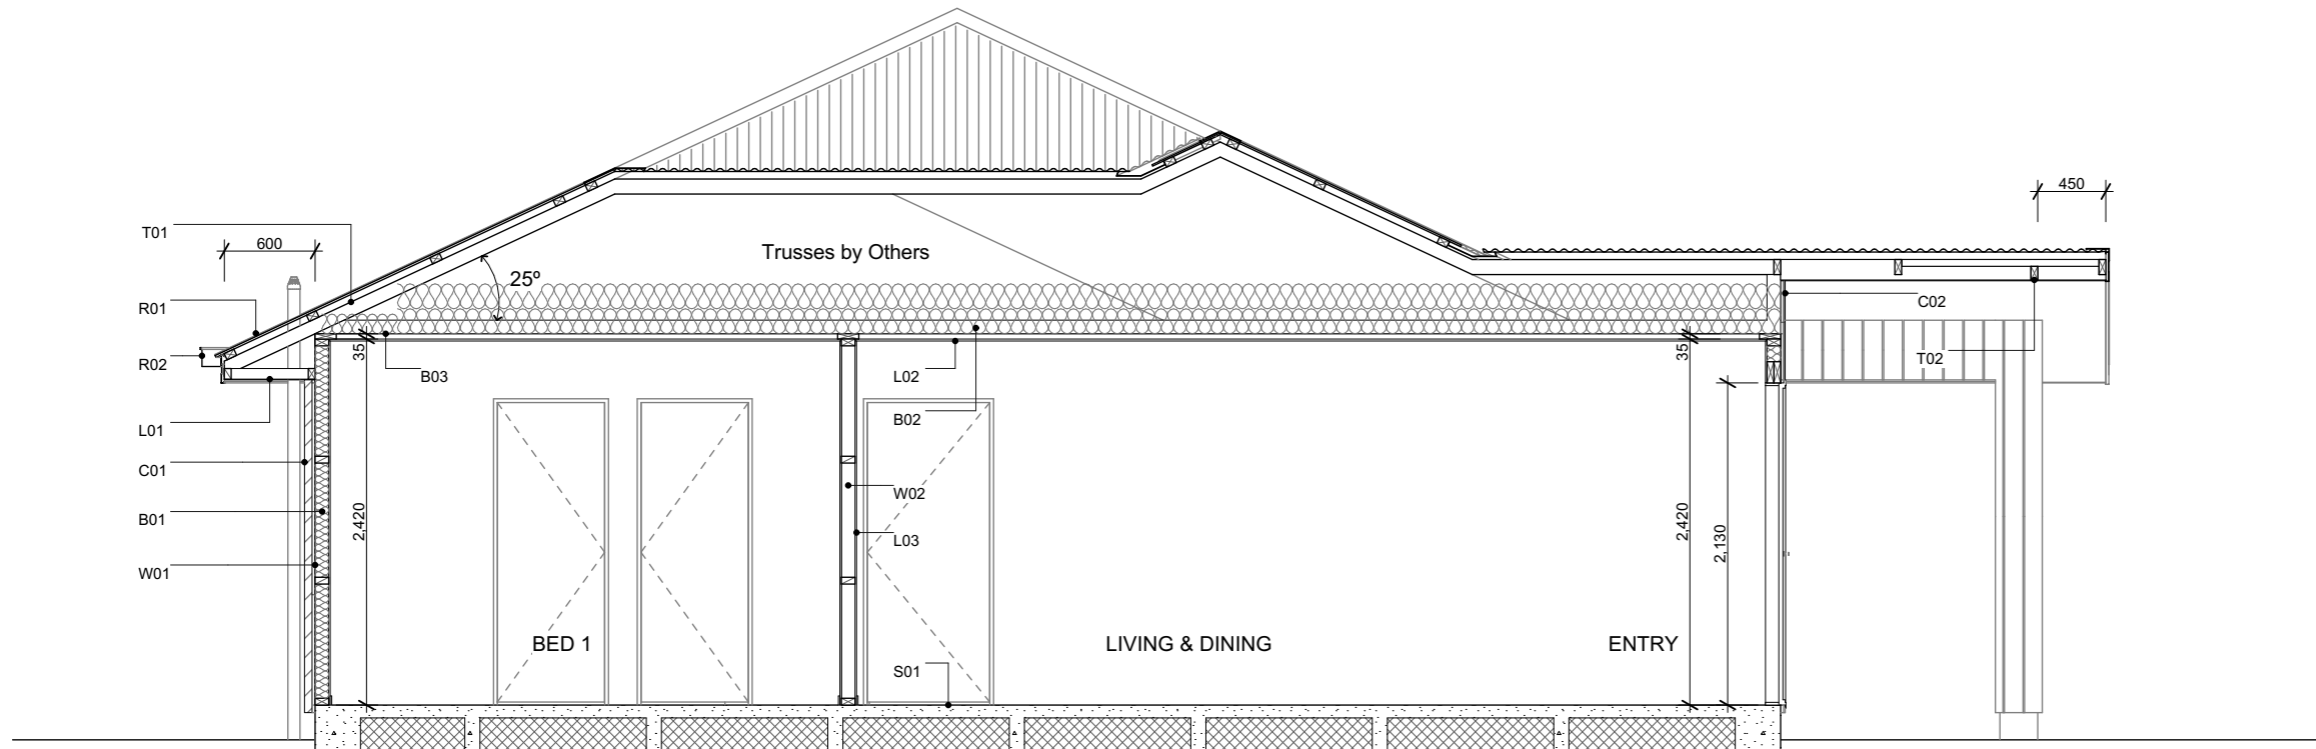 450
T01
600
Trusses by Others
25º
R01
C02
R02
35
35
T02
B03
L02
L01
B02
C01
W02
B01
2,420
2,420
2,130
L03
W01
BED 1
LIVING & DINING
ENTRY
S01